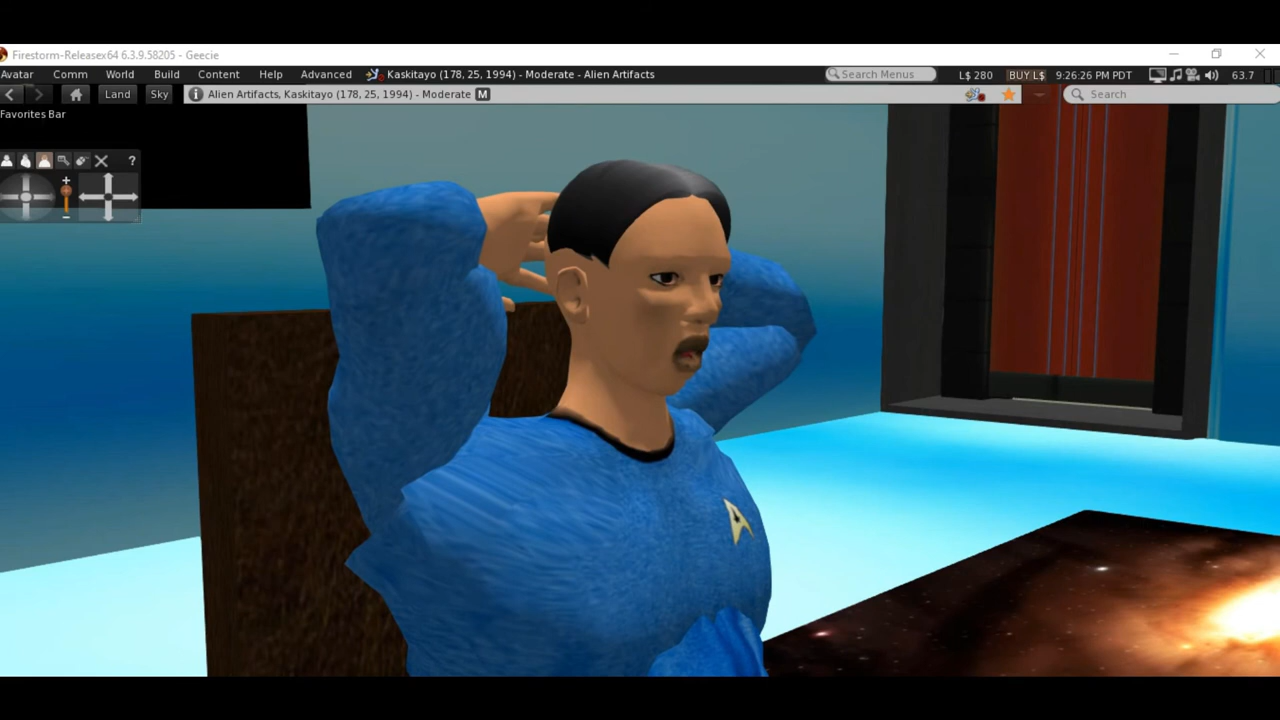 Firestorm-Releasex64 6.3.9.58205 - Geecie
Avatar Comm World Build Content Help Advanced Kaskitayo (178, 25, 1994) - Moderate - Alien Artifacts Search Menus L$ 280 BUY L$ 9:26:26 PM PDT 63.7
Land Sky Alien Artifacts, Kaskitayo (178, 25, 1994) - Moderate M Search
Favorites Bar
?